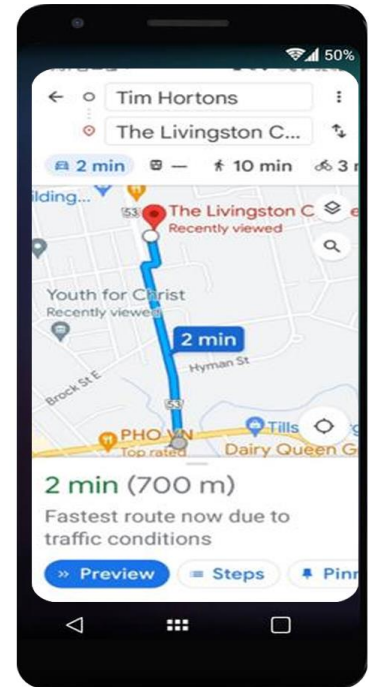 50%
Tim Hortons
The Livingston C...
2 min
—
10 min
3
ilding...
53
The Livingston C
e
Recently viewed
Youth for Christ
Recently viewed
2 min
Hyman St
Brock St E
53
PHO VN
Top rated
Tills
Dairy Queen G
2 min (700 m)
Fastest route now due to
traffic conditions
Preview
Steps
Pinn